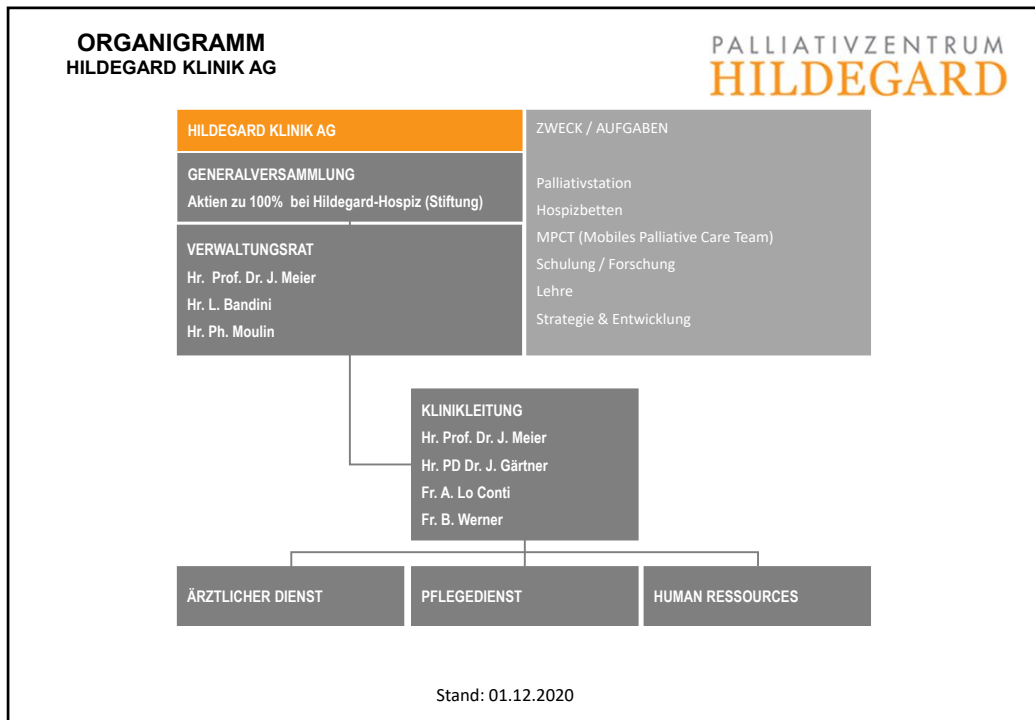 ORGANIGRAMM
HILDEGARD KLINIK AG
PALLIATIVZENTRUM
HILDEGARD
HILDEGARD KLINIK AG
GENERALVERSAMMLUNG
Aktien zu 100% bei Hildegard-Hospiz (Stiftung)
VERWALTUNGSRAT
Hr. Prof. Dr. J. Meier
Hr. L. Bandini
Hr. Ph. Moulin
ZWECK / AUFGABEN
Palliativstation
Hospizbetten
MPCT (Mobiles Palliative Care Team)
Schulung / Forschung
Lehre
Strategie & Entwicklung
KLINIKLEITUNG
Hr. Prof. Dr. J. Meier
Hr. PD Dr. J. Gärtner
Fr. A. Lo Conti
Fr. B. Werner
ÄRZTLICHER DIENST
PFLEGEDIENST
HUMAN RESSOURCES
Stand: 01.12.2020